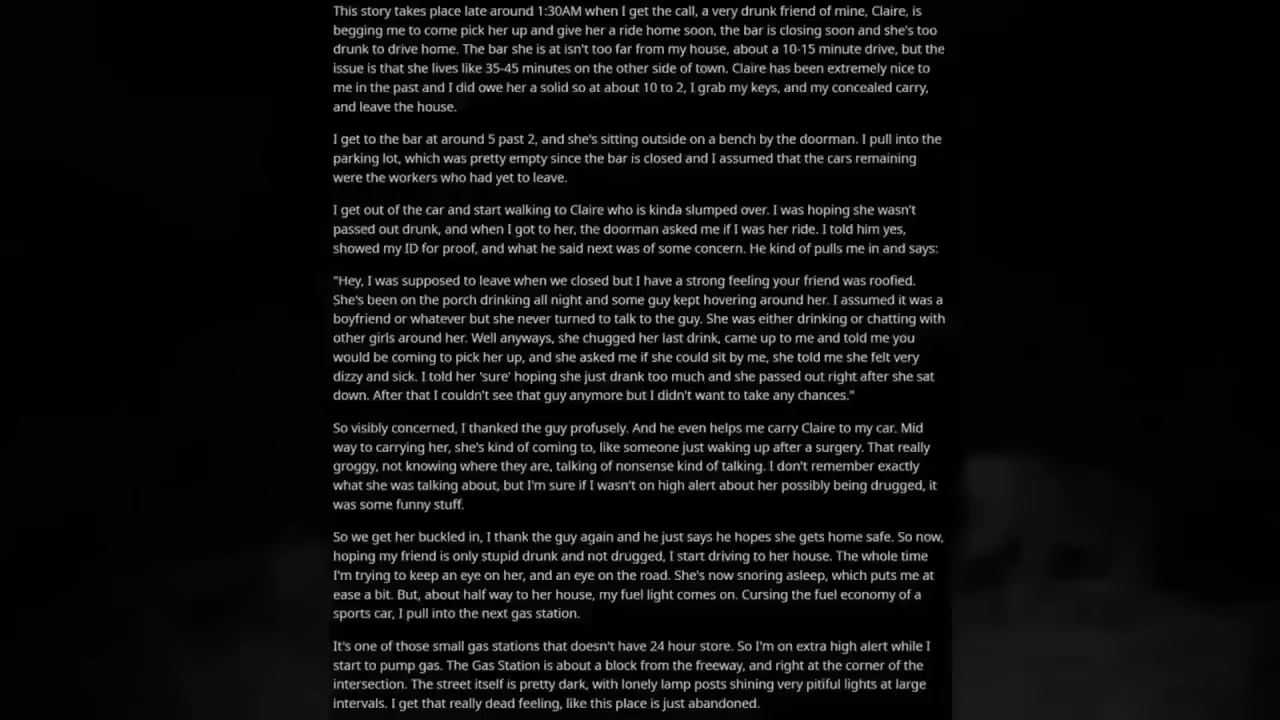 This story takes place late around 1:30AM when I get the call, a very drunk friend of mine, Claire, is
begging me to come pick her up and give her a ride home soon, the bar is closing soon and she's too
drunk to drive home. The bar she is at isn't too far from my house, about a 10-15 minute drive, but the
issue is that she lives like 35-45 minutes on the other side of town. Claire has been extremely nice to
me in the past and I did owe her a solid so at about 10 to 2, I grab my keys, and my concealed carry,
and leave the house.
I get to the bar at around 5 past 2, and she's sitting outside on a bench by the doorman. I pull into the
parking lot, which was pretty empty since the bar is closed and I assumed that the cars remaining
were the workers who had yet to leave.
I get out of the car and start walking to Claire who is kinda slumped over. I was hoping she wasn't
passed out drunk, and when I got to her, the doorman asked me if I was her ride. I told him yes,
showed my ID for proof, and what he said next was of some concern. He kind of pulls me in and says:
"Hey, I was supposed to leave when we closed but I have a strong feeling your friend was roofied.
She's been on the porch drinking all night and some guy kept hovering around her. I assumed it was a
boyfriend or whatever but she never turned to talk to the guy. She was either drinking or chatting with
other girls around her. Well anyways, she chugged her last drink, came up to me and told me you
would be coming to pick her up, and she asked me if she could sit by me, she told me she felt very
dizzy and sick. I told her 'sure' hoping she just drank too much and she passed out right after she sat
down. After that I couldn't see that guy anymore but I didn't want to take any chances."
So visibly concerned, I thanked the guy profusely. And he even helps me carry Claire to my car. Mid
way to carrying her, she's kind of coming to, like someone just waking up after a surgery. That really
groggy, not knowing where they are, talking of nonsense kind of talking. I don't remember exactly
what she was talking about, but I'm sure if I wasn't on high alert about her possibly being drugged, it
was some funny stuff.
So we get her buckled in, I thank the guy again and he just says he hopes she gets home safe. So now,
hoping my friend is only stupid drunk and not drugged, I start driving to her house. The whole time
I'm trying to keep an eye on her, and an eye on the road. She's now snoring asleep, which puts me at
ease a bit. But, about half way to her house, my fuel light comes on. Cursing the fuel economy of a
sports car, I pull into the next gas station.
It's one of those small gas stations that doesn't have 24 hour store. So I'm on extra high alert while I
start to pump gas. The Gas Station is about a block from the freeway, and right at the corner of the
intersection. The street itself is pretty dark, with lonely lamp posts shining very pitiful lights at large
intervals. I get that really dead feeling, like this place is just abandoned.